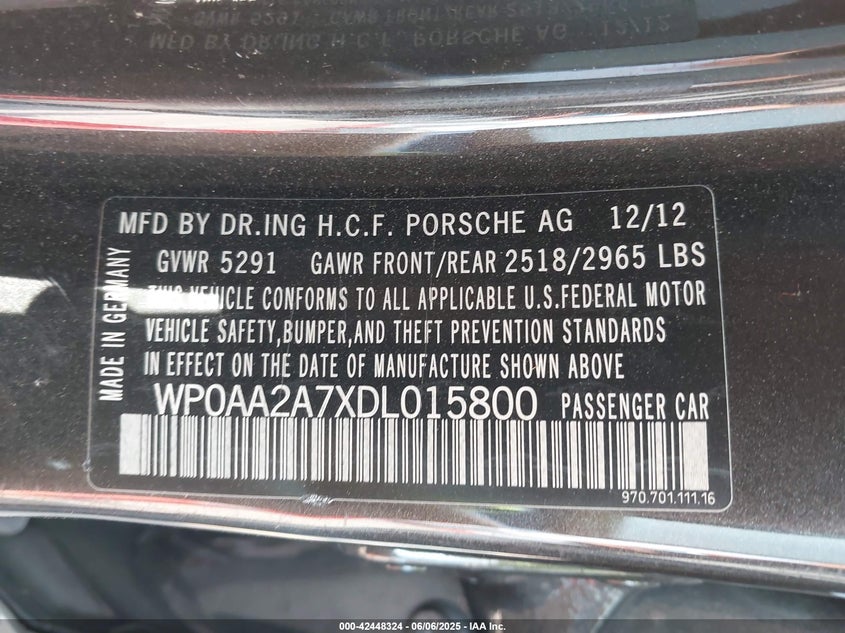 MFD BY DR.ING H.C.F. PORSCHE AG 12/12
GVWR 5291 GAWR FRONT/REAR 2518/2965 LBS
THIS VEHICLE CONFORMS TO ALL APPLICABLE U.S.FEDERAL MOTOR
VEHICLE SAFETY,BUMPER,AND THEFT PREVENTION STANDARDS
IN EFFECT ON THE DATE OF MANUFACTURE SHOWN ABOVE
WP0AA2A7XDL015800 PASSENGER CAR
970.701.111.16
MADE IN GERMANY
000-42448324 - 06/06/2025 - IAA Inc.